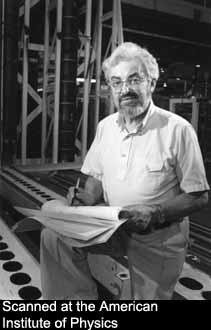 Scanned at the American
Institute of Physics